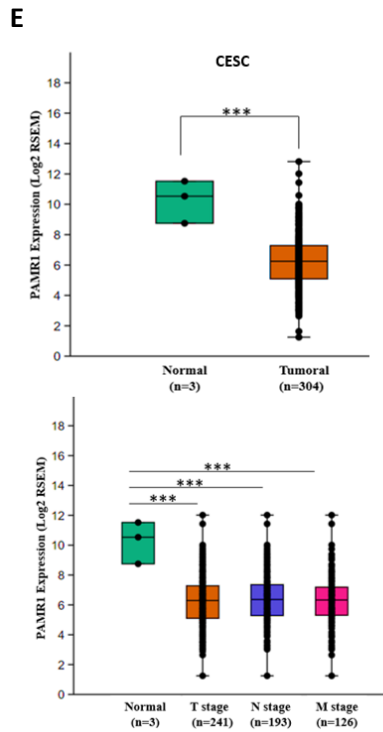 E
CESC
PAMR1 Expression (Log2 RSEM)
18
16
14
12
10
8
6
4
2
0
***
Normal
(n=3)
Tumoral
(n=304)
PAMR1 Expression (Log2 RSEM)
18
16
14
12
10
8
6
4
2
0
***
***
***
Normal
(n=3)
T stage
(n=241)
N stage
(n=193)
M stage
(n=126)